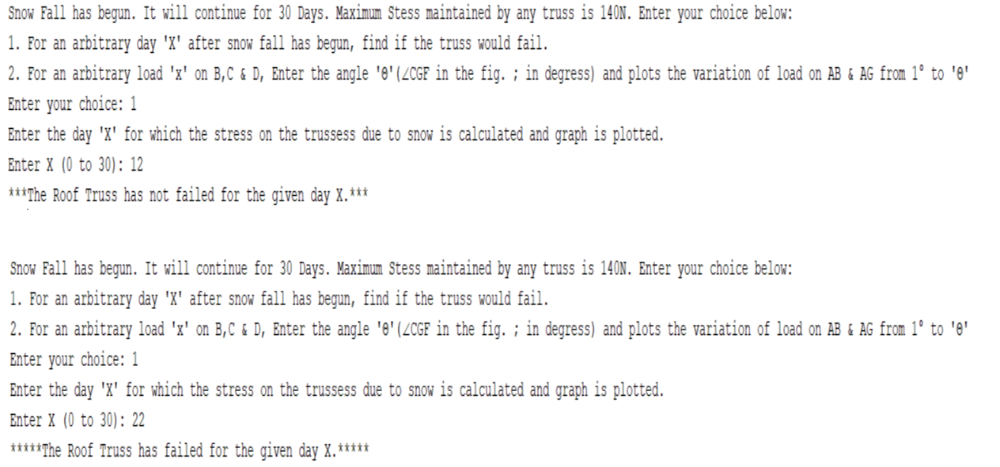 Snow Fall has begun. It will continue for 30 Days. Maximum Stess maintained by any truss is 140N. Enter your choice below:
1. For an arbitrary day 'X' after snow fall has begun, find if the truss would fail.
2. For an arbitrary load 'x' on B,C & D, Enter the angle 'θ'(∠CGF in the fig. ; in degress) and plots the variation of load on AB & AG from 1° to 'θ'
Enter your choice: 1
Enter the day 'X' for which the stress on the trussess due to snow is calculated and graph is plotted.
Enter X (0 to 30): 12
***The Roof Truss has not failed for the given day X.***
Snow Fall has begun. It will continue for 30 Days. Maximum Stess maintained by any truss is 140N. Enter your choice below:
1. For an arbitrary day 'X' after snow fall has begun, find if the truss would fail.
2. For an arbitrary load 'x' on B,C & D, Enter the angle 'θ'(∠CGF in the fig. ; in degress) and plots the variation of load on AB & AG from 1° to 'θ'
Enter your choice: 1
Enter the day 'X' for which the stress on the trussess due to snow is calculated and graph is plotted.
Enter X (0 to 30): 22
*****The Roof Truss has failed for the given day X.*****